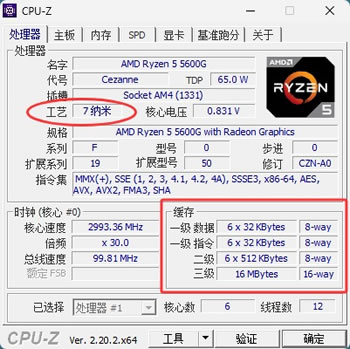 CPU-Z
处理器 主板 内存 SPD 显卡 基准跑分 关于
处理器
名字 AMD Ryzen 5 5600G
代号 Cezanne TDP 65.0 W
插槽 Socket AM4 (1331)
工艺 7 纳米 核心电压 0.831 V
AMD
RYZEN
5
规格 AMD Ryzen 5 5600G with Radeon Graphics
系列 F 型号 0 步进 0
扩展系列 19 扩展型号 50 修订 CZN-A0
指令集 MMX(+), SSE (1, 2, 3, 4.1, 4.2, 4A), SSSE3, x86-64, AES,
AVX, AVX2, FMA3, SHA
时钟 (核心 #0)
核心速度 2993.36 MHz
倍频 x 30.0
总线速度 99.81 MHz
额定 FSB
缓存
一级 数据 6 x 32 KBytes 8-way
一级 指令 6 x 32 KBytes 8-way
二级 6 x 512 KBytes 8-way
三级 16 MBytes 16-way
已选择 处理器 #1 核心数 6 线程数 12
CPU-Z Ver. 2.20.2.x64 工具 验证 确定